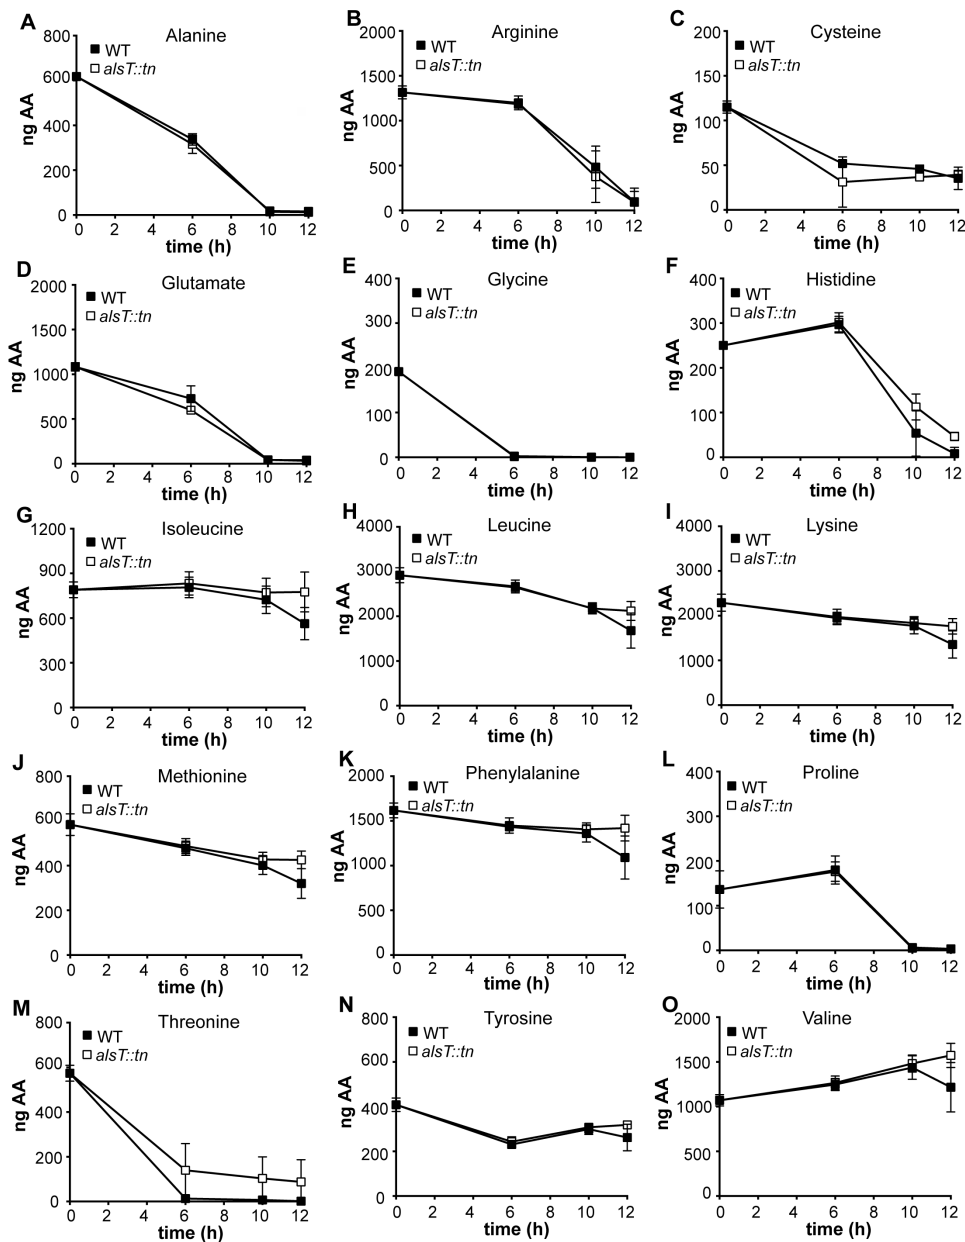 A
Alanine
WT
alsT::tn
ng AA
800
600
400
200
0
0 2 4 6 8 10 12
time (h)
B
Arginine
WT
alsT::tn
ng AA
2000
1500
1000
500
0
0 2 4 6 8 10 12
time (h)
C
Cysteine
WT
alsT::tn
ng AA
200
150
100
50
0
0 2 4 6 8 10 12
time (h)
D
Glutamate
WT
alsT::tn
ng AA
2000
1500
1000
500
0
0 2 4 6 8 10 12
time (h)
E
Glycine
WT
alsT::tn
ng AA
400
300
200
100
0
0 2 4 6 8 10 12
time (h)
F
Histidine
WT
alsT::tn
ng AA
400
300
200
100
0
0 2 4 6 8 10 12
time (h)
G
Isoleucine
WT
alsT::tn
ng AA
1200
900
600
300
0
0 2 4 6 8 10 12
time (h)
H
Leucine
WT
alsT::tn
ng AA
4000
3000
2000
1000
0
0 2 4 6 8 10 12
time (h)
I
Lysine
WT
alsT::tn
ng AA
4000
3000
2000
1000
0
0 2 4 6 8 10 12
time (h)
J
Methionine
WT
alsT::tn
ng AA
800
600
400
200
0
0 2 4 6 8 10 12
time (h)
K
Phenylalanine
WT
alsT::tn
ng AA
2000
1500
1000
500
0
0 2 4 6 8 10 12
time (h)
L
Proline
WT
alsT::tn
ng AA
400
300
200
100
0
0 2 4 6 8 10 12
time (h)
M
Threonine
WT
alsT::tn
ng AA
800
600
400
200
0
0 2 4 6 8 10 12
time (h)
N
Tyrosine
WT
alsT::tn
ng AA
800
600
400
200
0
0 2 4 6 8 10 12
time (h)
O
Valine
WT
alsT::tn
ng AA
2000
1500
1000
500
0
0 2 4 6 8 10 12
time (h)